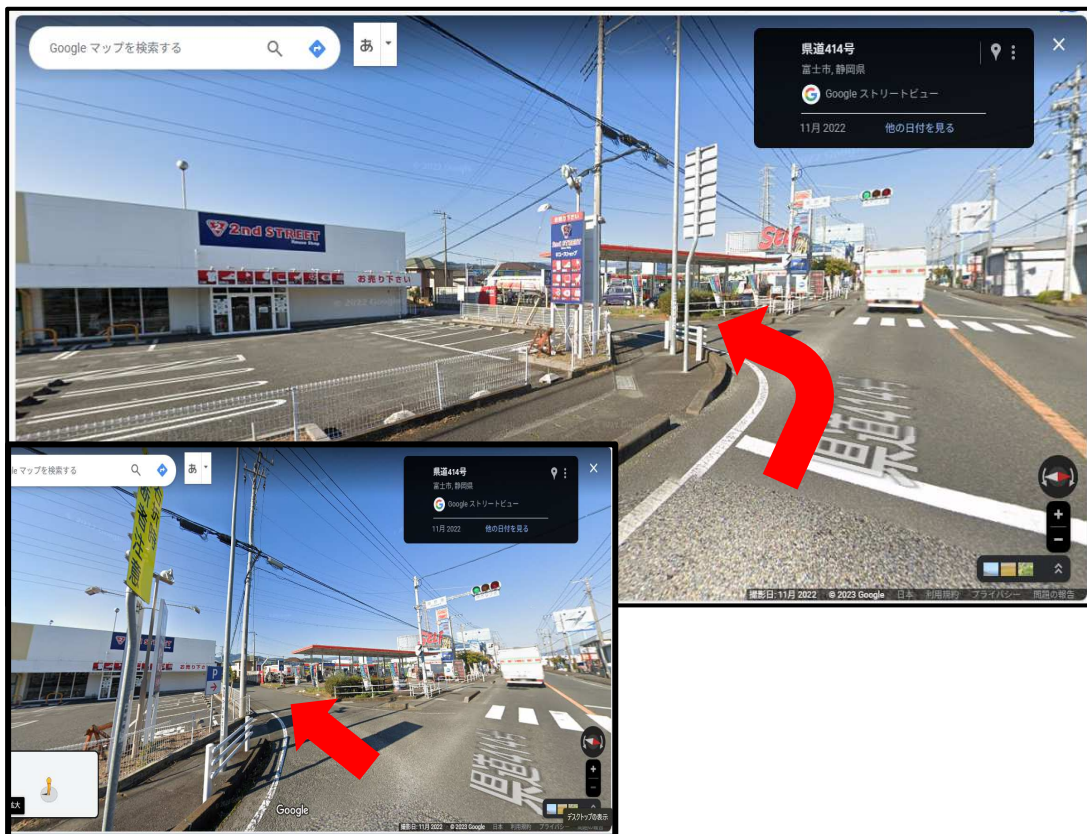 Google マップを検索する
あ
県道414号
富士市, 静岡県
Google ストリートビュー
11月 2022 他の日付を見る
2nd STREET
Reuse Shop
お売り下さい
2nd STREET
Self
県道414号
撮影日: 11月 2022 © 2023 Google 日本 利用規約 プライバシー 問題の報告
le マップを検索する
あ
県道414号
富士市, 静岡県
Google ストリートビュー
11月 2022 他の日付を見る
2nd STREET
お売り下さい
P
県道414号
Google
デスクトップの表示
撮影日: 11月 2022 © 2023 Google 日本 利用規約 プライバシー